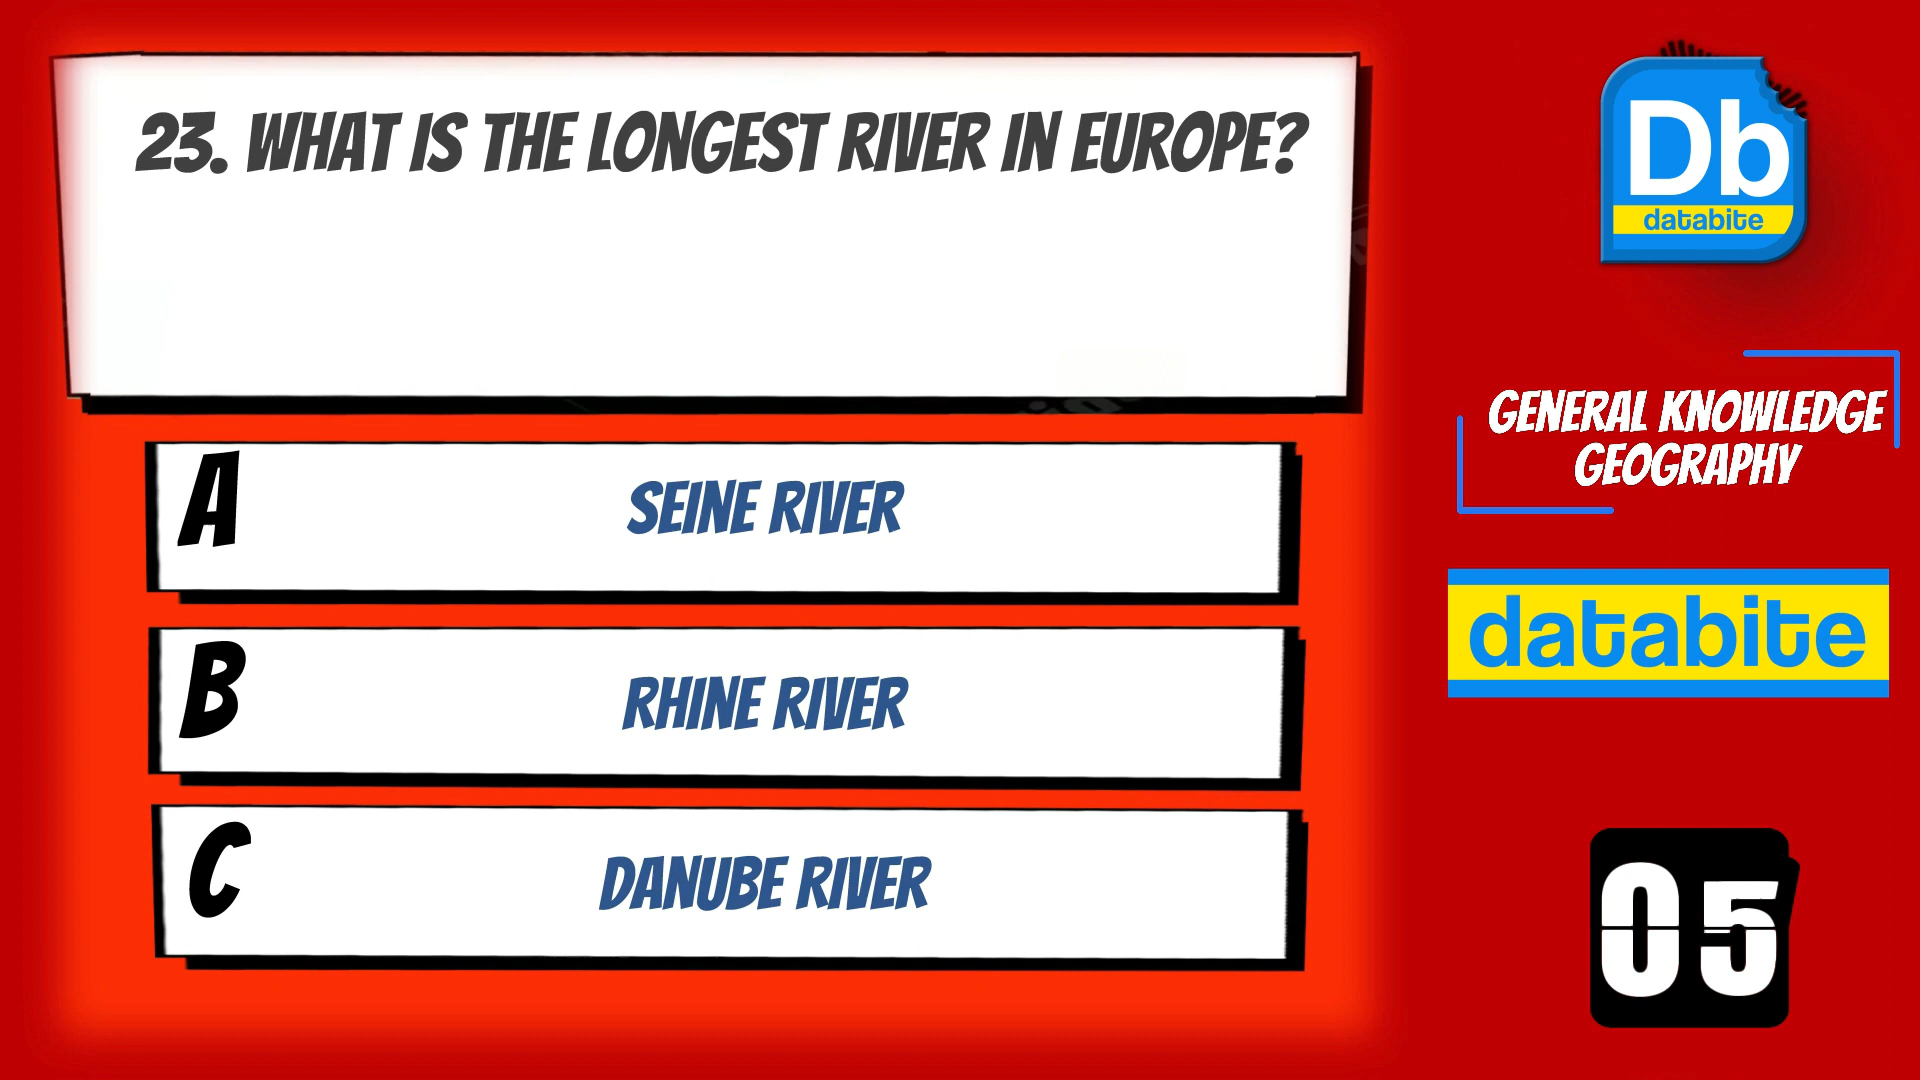 23. WHAT IS THE LONGEST RIVER IN EUROPE?
Db
databite
GENERAL KNOWLEDGE
GEOGRAPHY
A
SEINE RIVER
B
RHINE RIVER
C
DANUBE RIVER
databite
05